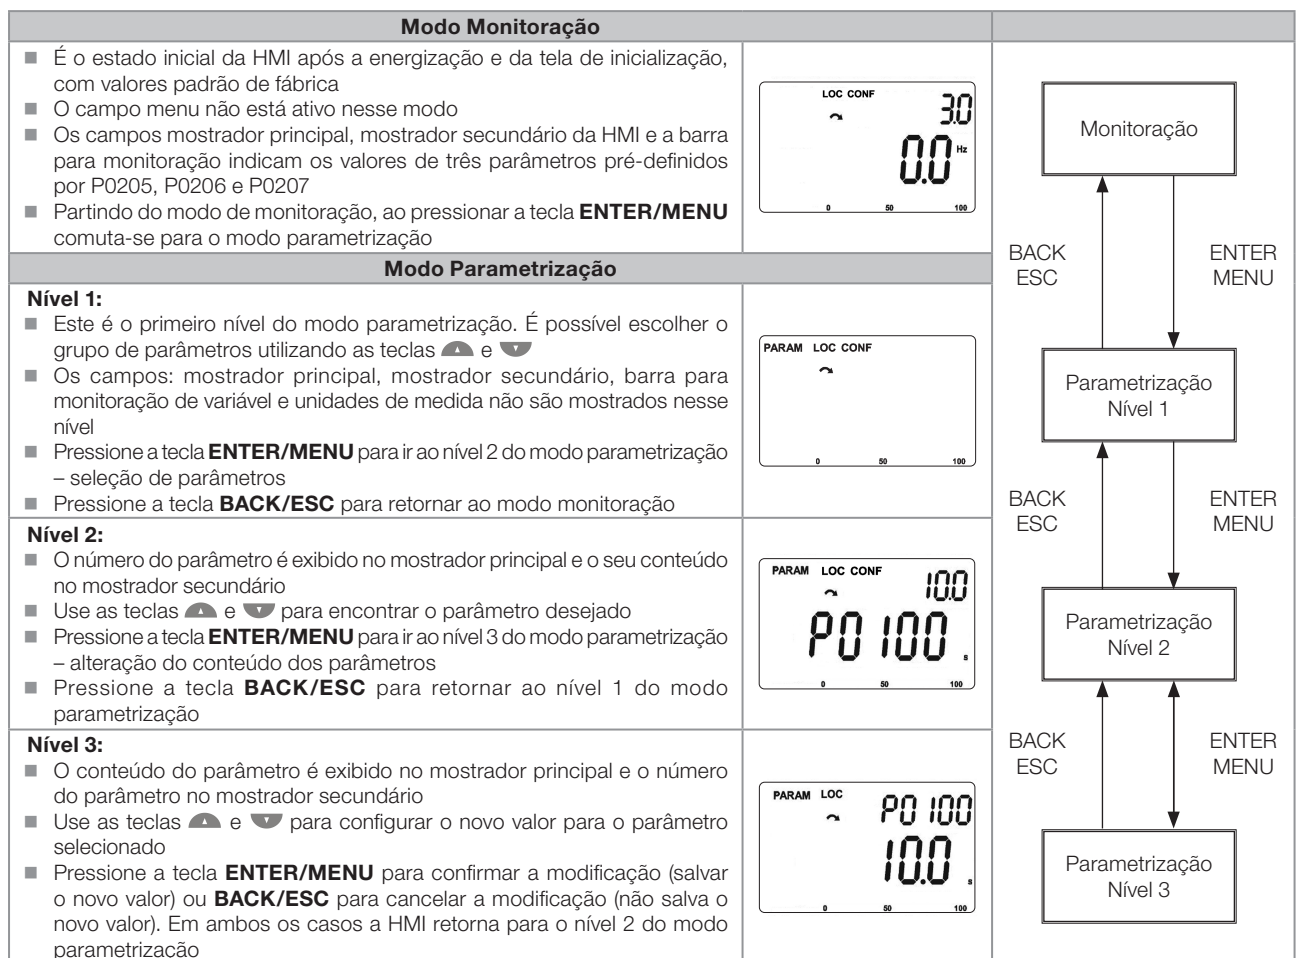 Modo Monitoração
■ É o estado inicial da HMI após a energização e da tela de inicialização,
com valores padrão de fábrica
■ O campo menu não está ativo nesse modo
■ Os campos mostrador principal, mostrador secundário da HMI e a barra
para monitoração indicam os valores de três parâmetros pré-definidos
por P0205, P0206 e P0207
■ Partindo do modo de monitoração, ao pressionar a tecla ENTER/MENU
comuta-se para o modo parametrização
LOC CONF
3.0
0.0 Hz
0 50 100
Modo Parametrização
Nível 1:
■ Este é o primeiro nível do modo parametrização. É possível escolher o
grupo de parâmetros utilizando as teclas e
■ Os campos: mostrador principal, mostrador secundário, barra para
monitoração de variável e unidades de medida não são mostrados nesse
nível
■ Pressione a tecla ENTER/MENU para ir ao nível 2 do modo parametrização
– seleção de parâmetros
■ Pressione a tecla BACK/ESC para retornar ao modo monitoração
PARAM LOC CONF
0 50 100
Nível 2:
■ O número do parâmetro é exibido no mostrador principal e o seu conteúdo
no mostrador secundário
■ Use as teclas e para encontrar o parâmetro desejado
■ Pressione a tecla ENTER/MENU para ir ao nível 3 do modo parametrização
– alteração do conteúdo dos parâmetros
■ Pressione a tecla BACK/ESC para retornar ao nível 1 do modo
parametrização
PARAM LOC CONF
10.0
P0100 s
0 50 100
Nível 3:
■ O conteúdo do parâmetro é exibido no mostrador principal e o número
do parâmetro no mostrador secundário
■ Use as teclas e para configurar o novo valor para o parâmetro
selecionado
■ Pressione a tecla ENTER/MENU para confirmar a modificação (salvar
o novo valor) ou BACK/ESC para cancelar a modificação (não salva o
novo valor). Em ambos os casos a HMI retorna para o nível 2 do modo
parametrização
PARAM LOC
P0100
10.0 s
0 50 100
Monitoração
BACK
ESC
ENTER
MENU
Parametrização
Nível 1
BACK
ESC
ENTER
MENU
Parametrização
Nível 2
BACK
ESC
ENTER
MENU
Parametrização
Nível 3